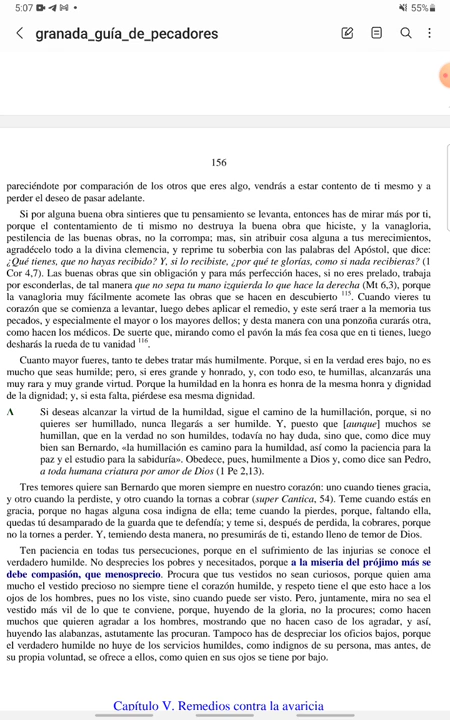 5:07
55%
granada_guía_de_pecadores
156
pareciéndote por comparación de los otros que eres algo, vendrás a estar contento de ti mesmo y a
perder el deseo de pasar adelante.
Si por alguna buena obra sintieres que tu pensamiento se levanta, entonces has de mirar más por ti,
porque el contentamiento de ti mismo no destruya la buena obra que hiciste, y la vanagloria,
pestilencia de las buenas obras, no la corrompa; mas, sin atribuir cosa alguna a tus merecimientos,
agradécelo todo a la divina clemencia, y reprime tu soberbia con las palabras del Apóstol, que dice:
¿Qué tienes, que no hayas recibido? Y, si lo recibiste, ¿por qué te glorías, como si nada recibieras? (1
Cor 4,7). Las buenas obras que sin obligación y para más perfección haces, si no eres prelado, trabaja
por esconderlas, de tal manera que no sepa tu mano izquierda lo que hace la derecha (Mt 6,3), porque
la vanagloria muy fácilmente acomete las obras que se hacen en descubierto 115. Cuando vieres tu
corazón que se comienza a levantar, luego debes aplicar el remedio, y este será traer a la memoria tus
pecados, y especialmente el mayor o los mayores dellos; y desta manera con una ponzoña curarás otra,
como hacen los médicos. De suerte que, mirando como el pavón la más fea cosa que en ti tienes, luego
desharás la rueda de tu vanidad 116.
Cuanto mayor fueres, tanto te debes tratar más humilmente. Porque, si en la verdad eres bajo, no es
mucho que seas humilde; pero, si eres grande y honrado, y, con todo eso, te humillas, alcanzarás una
muy rara y muy grande virtud. Porque la humildad en la honra es honra de la mesma honra y dignidad
de la dignidad; y, si esta falta, piérdese esa mesma dignidad.
A Si deseas alcanzar la virtud de la humildad, sigue el camino de la humillación, porque, si no
quieres ser humillado, nunca llegarás a ser humilde. Y, puesto que [aunque] muchos se
humillan, que en la verdad no son humildes, todavía no hay duda, sino que, como dice muy
bien san Bernardo, «la humillación es camino para la humildad, así como la paciencia para la
paz y el estudio para la sabiduría». Obedece, pues, humilmente a Dios y, como dice san Pedro,
a toda humana criatura por amor de Dios (1 Pe 2,13).
Tres temores quiere san Bernardo que moren siempre en nuestro corazón: uno cuando tienes gracia,
y otro cuando la perdiste, y otro cuando la tornas a cobrar (super Cantica, 54). Teme cuando estás en
gracia, porque no hagas alguna cosa indigna de ella; teme cuando la pierdes, porque, faltando ella,
quedas tú desamparado de la guarda que te defendía; y teme si, después de perdida, la cobrares, porque
no la tornes a perder. Y, temiendo desta manera, no presumirás de ti, estando lleno de temor de Dios.
Ten paciencia en todas tus persecuciones, porque en el sufrimiento de las injurias se conoce el
verdadero humilde. No desprecies los pobres y necesitados, porque a la miseria del prójimo más se
debe compasión, que menosprecio. Procura que tus vestidos no sean curiosos, porque quien ama
mucho el vestido precioso no siempre tiene el corazón humilde, y respeto tiene el que esto hace a los
ojos de los hombres, pues no los viste, sino cuando puede ser visto. Pero, juntamente, mira no sea el
vestido más vil de lo que te conviene, porque, huyendo de la gloria, no la procures; como hacen
muchos que quieren agradar a los hombres, mostrando que no hacen caso de los agradar, y así,
huyendo las alabanzas, astutamente las procuran. Tampoco has de despreciar los oficios bajos, porque
el verdadero humilde no huye de los servicios humildes, como indignos de su persona, mas antes, de
su propia voluntad, se ofrece a ellos, como quien en sus ojos se tiene por bajo.
Capítulo V. Remedios contra la avaricia